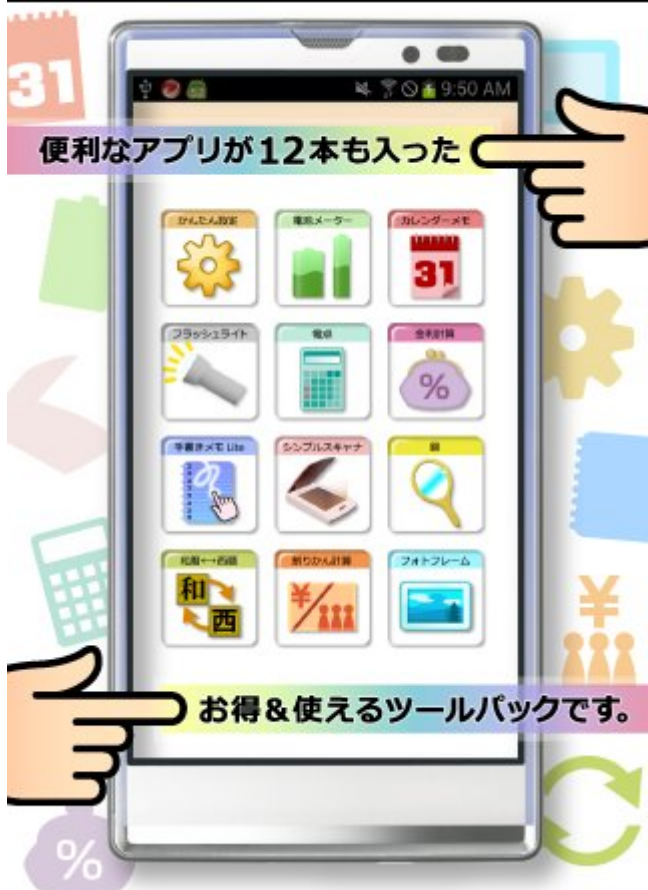 31
9:50 AM
便利なアプリが12本も入った
かんたん設定
電池メーター
カレンダーメモ
31
フラッシュライト
電卓
金利計算
%
手書きメモ Lite
シンプルスキャナ
鏡
和暦↔西暦
割りかん計算
フォトフレーム
和
西
¥
¥
お得&使えるツールパックです。
%